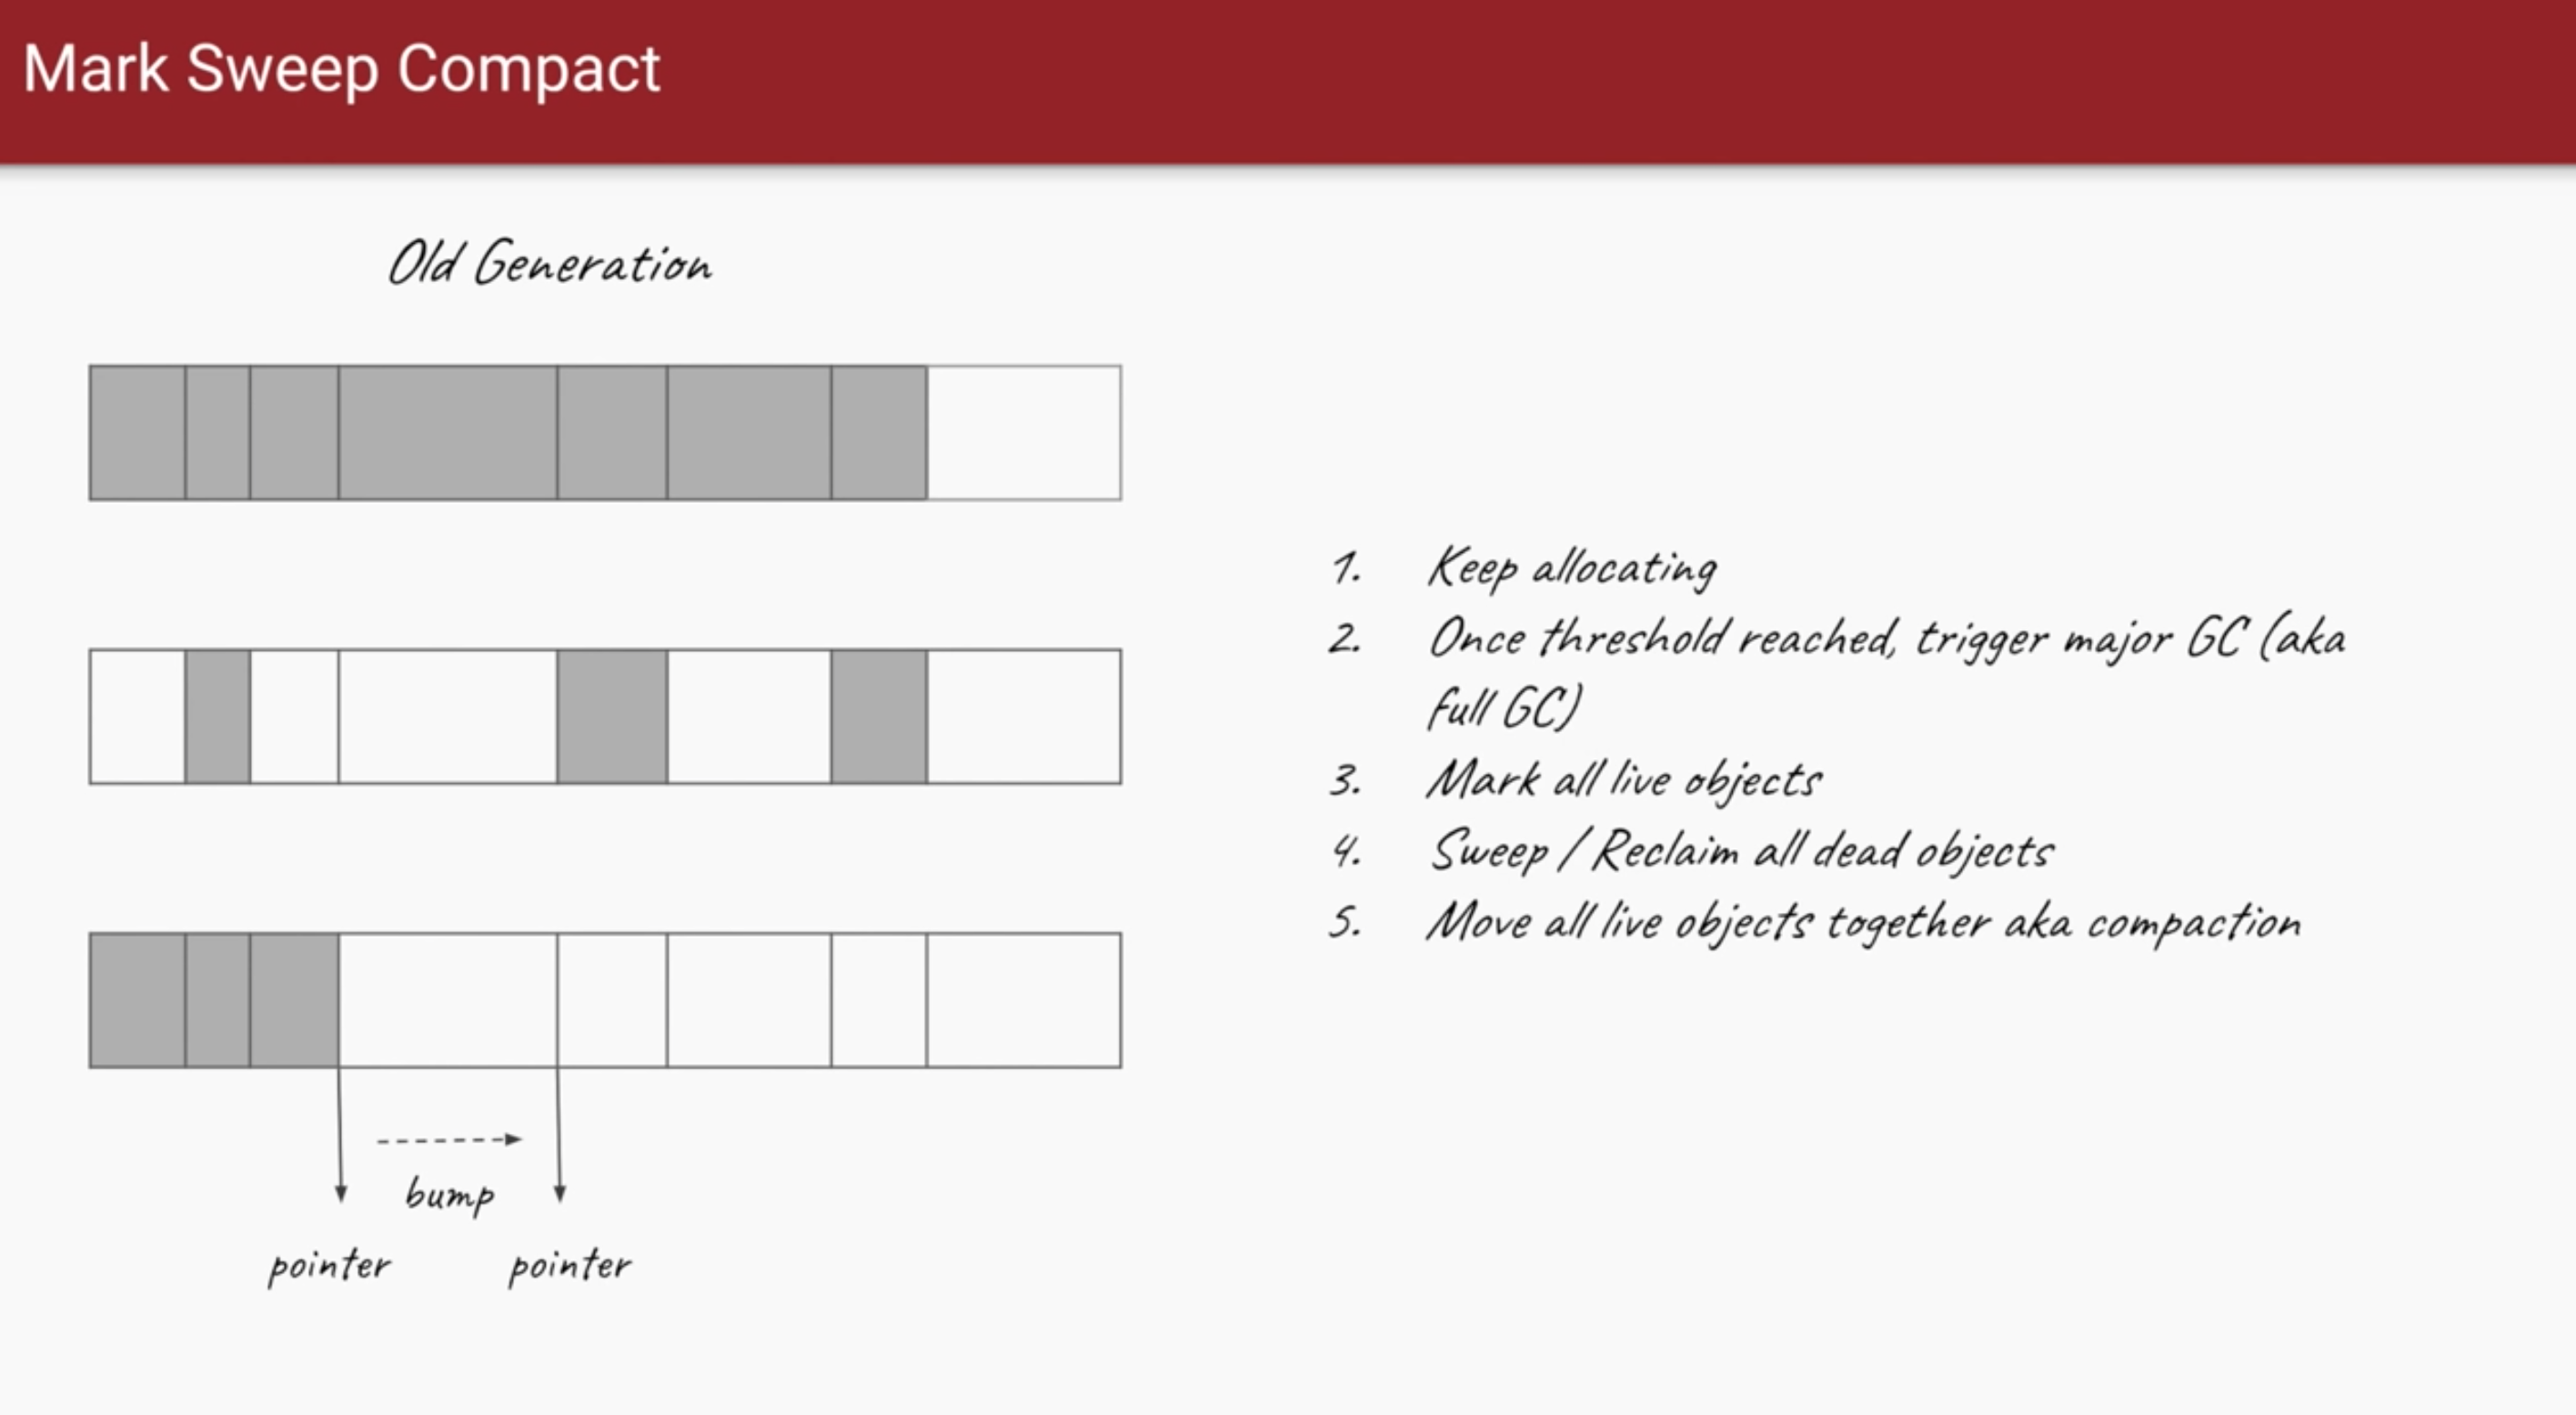 Mark Sweep Compact
Old Generation
1. Keep allocating
2. Once threshold reached, trigger major GC (aka
full GC)
3. Mark all live objects
4. Sweep / Reclaim all dead objects
5. Move all live objects together aka compaction
bump
pointer pointer